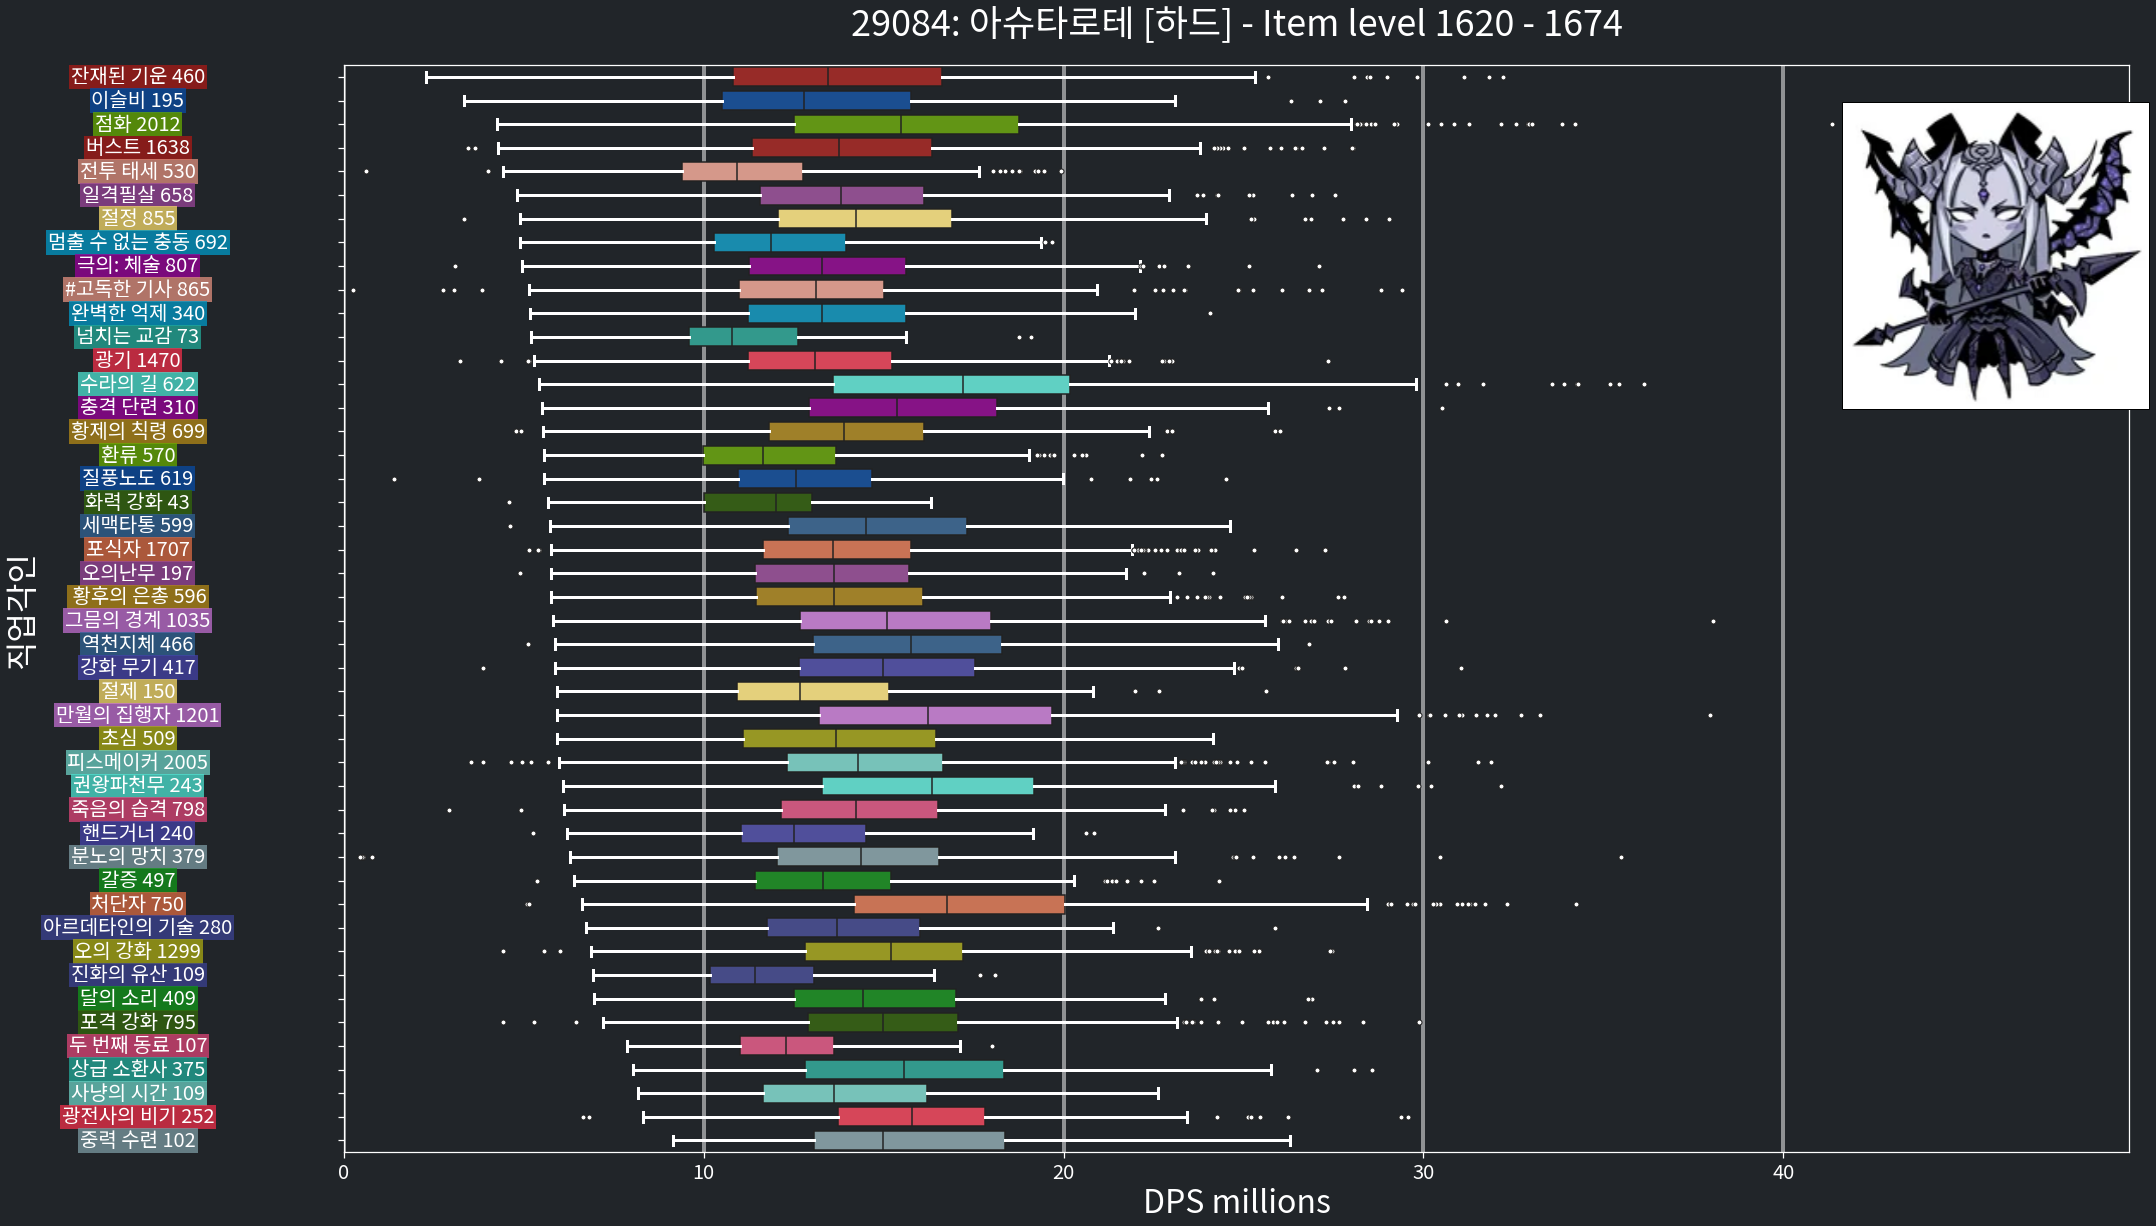 29084: 아슈타로테 [하드] - Item level 1620 - 1674
직업각인
잔재된 기운 460
이슬비 195
점화 2012
버스트 1638
전투 태세 530
일격필살 658
절정 855
멈출 수 없는 충동 692
극의: 체술 807
#고독한 기사 865
완벽한 억제 340
넘치는 교감 73
광기 1470
수라의 길 622
충격 단련 310
황제의 칙령 699
환류 570
질풍노도 619
화력 강화 43
세맥타통 599
포식자 1707
오의난무 197
황후의 은총 596
그믐의 경계 1035
역천지체 466
강화 무기 417
절제 150
만월의 집행자 1201
초심 509
피스메이커 2005
권왕파천무 243
죽음의 습격 798
핸드거너 240
분노의 망치 379
갈증 497
처단자 750
아르데타인의 기술 280
오의 강화 1299
진화의 유산 109
달의 소리 409
포격 강화 795
두 번째 동료 107
상급 소환사 375
사냥의 시간 109
광전사의 비기 252
중력 수련 102
0 10 20 30 40
DPS millions